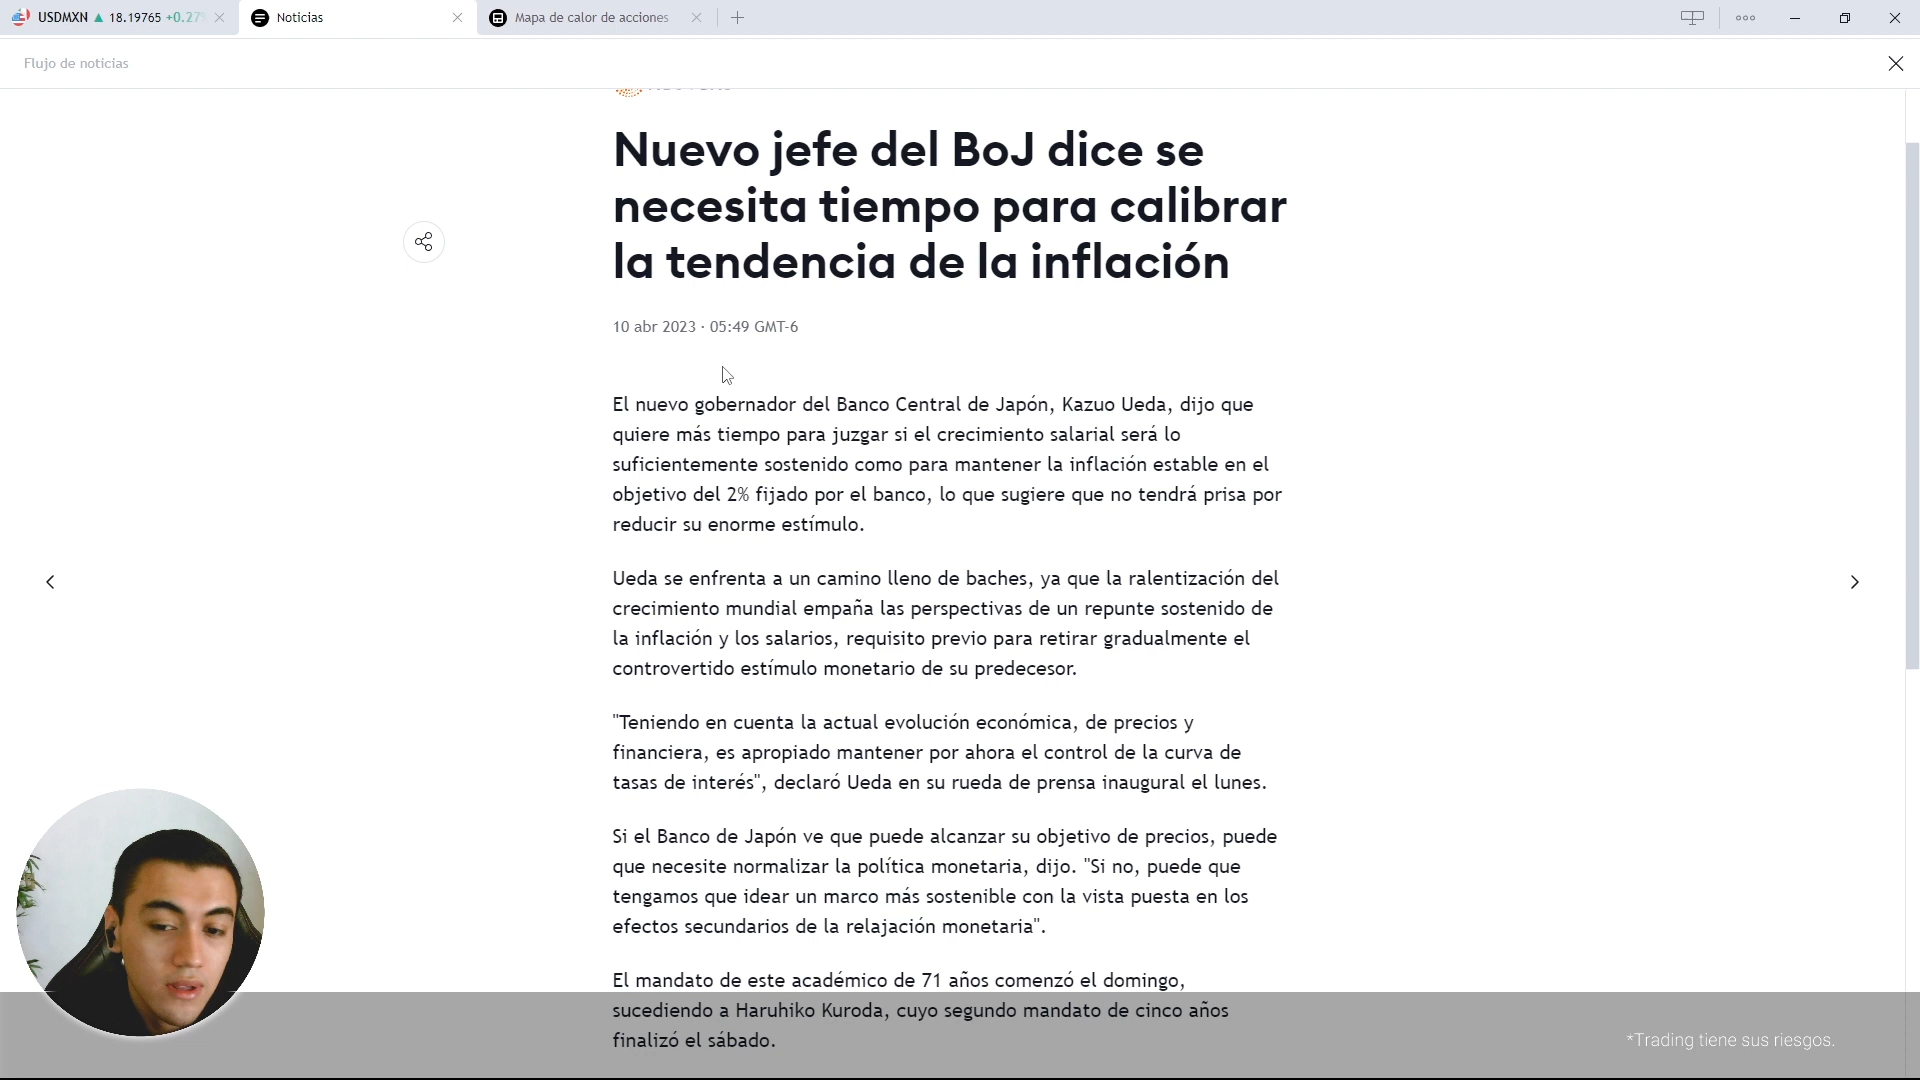 USDMXN ▲ 18.19765 +0.27%
Noticias
Mapa de calor de acciones
Flujo de noticias
Nuevo jefe del BoJ dice se
necesita tiempo para calibrar
la tendencia de la inflación
10 abr 2023 · 05:49 GMT-6
El nuevo gobernador del Banco Central de Japón, Kazuo Ueda, dijo que
quiere más tiempo para juzgar si el crecimiento salarial será lo
suficientemente sostenido como para mantener la inflación estable en el
objetivo del 2% fijado por el banco, lo que sugiere que no tendrá prisa por
reducir su enorme estímulo.
Ueda se enfrenta a un camino lleno de baches, ya que la ralentización del
crecimiento mundial empaña las perspectivas de un repunte sostenido de
la inflación y los salarios, requisito previo para retirar gradualmente el
controvertido estímulo monetario de su predecesor.
"Teniendo en cuenta la actual evolución económica, de precios y
financiera, es apropiado mantener por ahora el control de la curva de
tasas de interés", declaró Ueda en su rueda de prensa inaugural el lunes.
Si el Banco de Japón ve que puede alcanzar su objetivo de precios, puede
que necesite normalizar la política monetaria, dijo. "Si no, puede que
tengamos que idear un marco más sostenible con la vista puesta en los
efectos secundarios de la relajación monetaria".
El mandato de este académico de 71 años comenzó el domingo,
sucediendo a Haruhiko Kuroda, cuyo segundo mandato de cinco años
finalizó el sábado.
*Trading tiene sus riesgos.